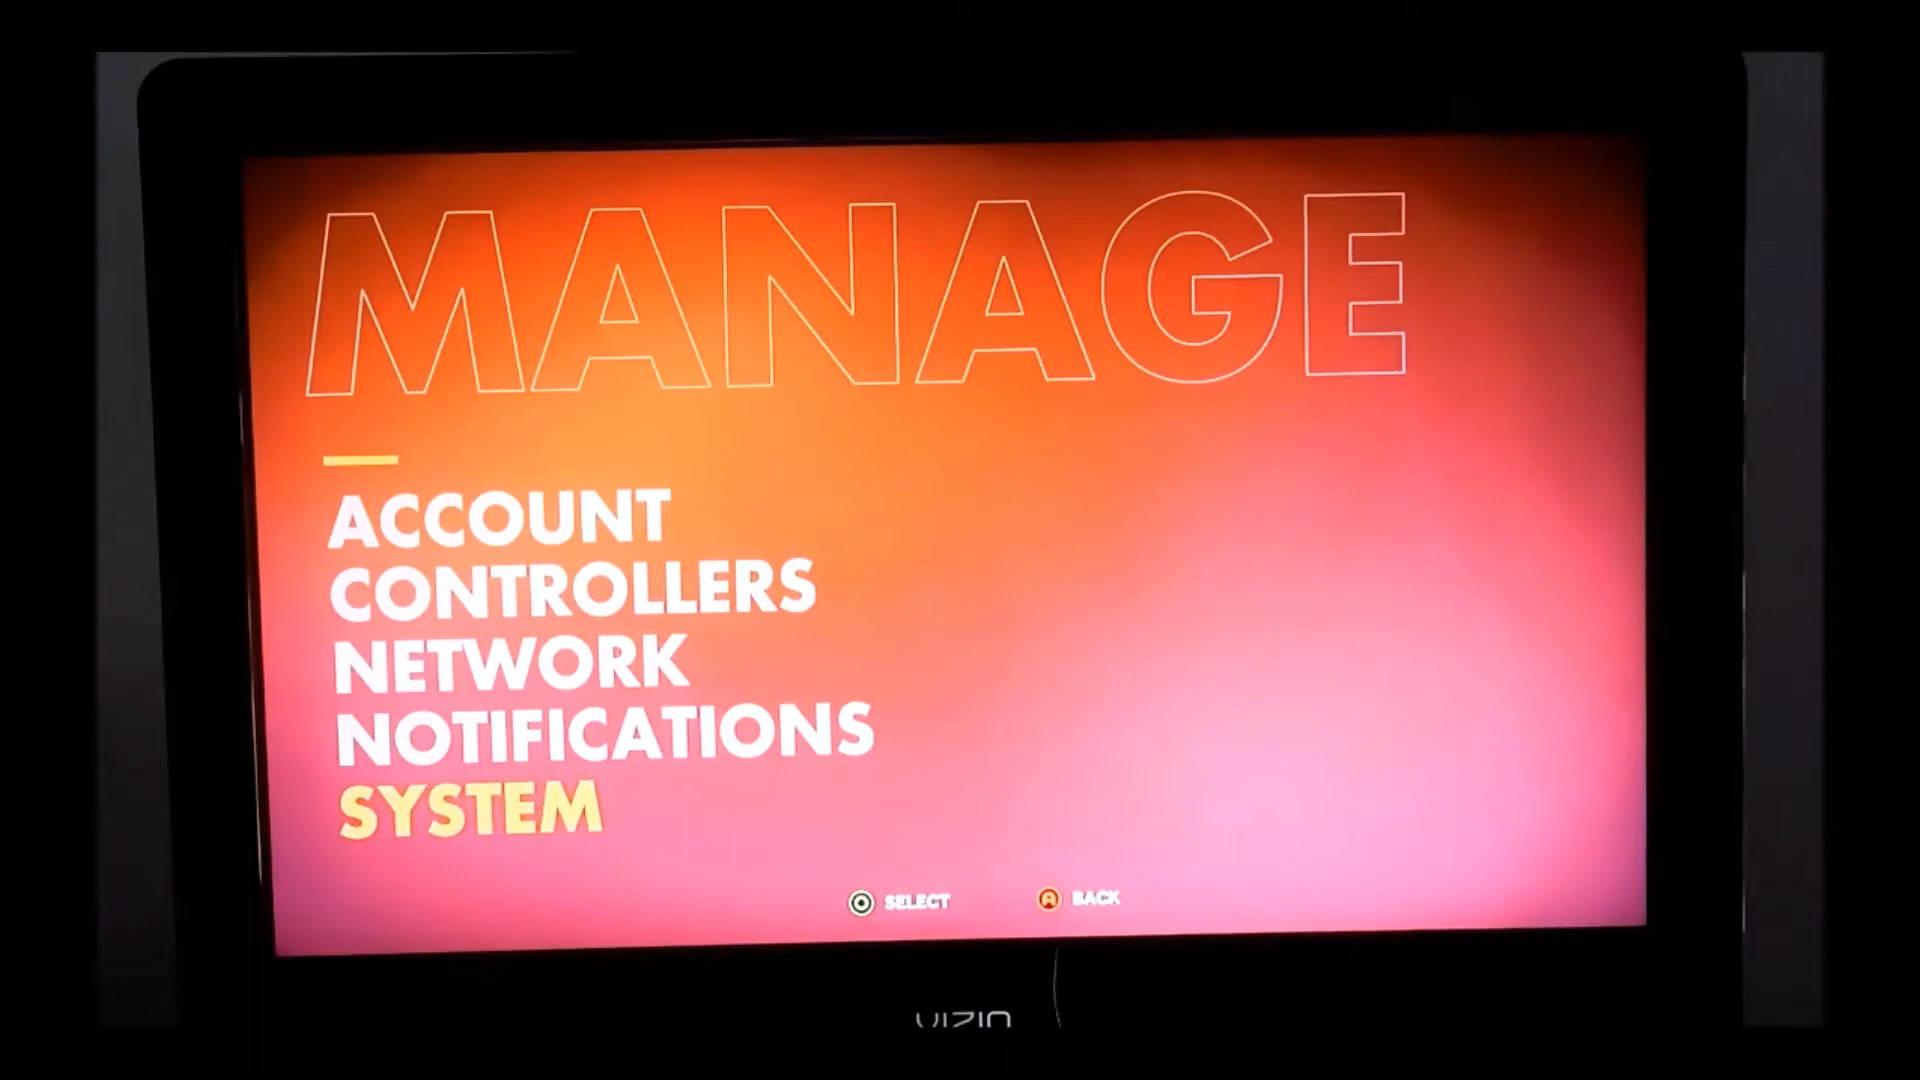 MANAGE
ACCOUNT
CONTROLLERS
NETWORK
NOTIFICATIONS
SYSTEM
SELECT
A BACK
VIZIO